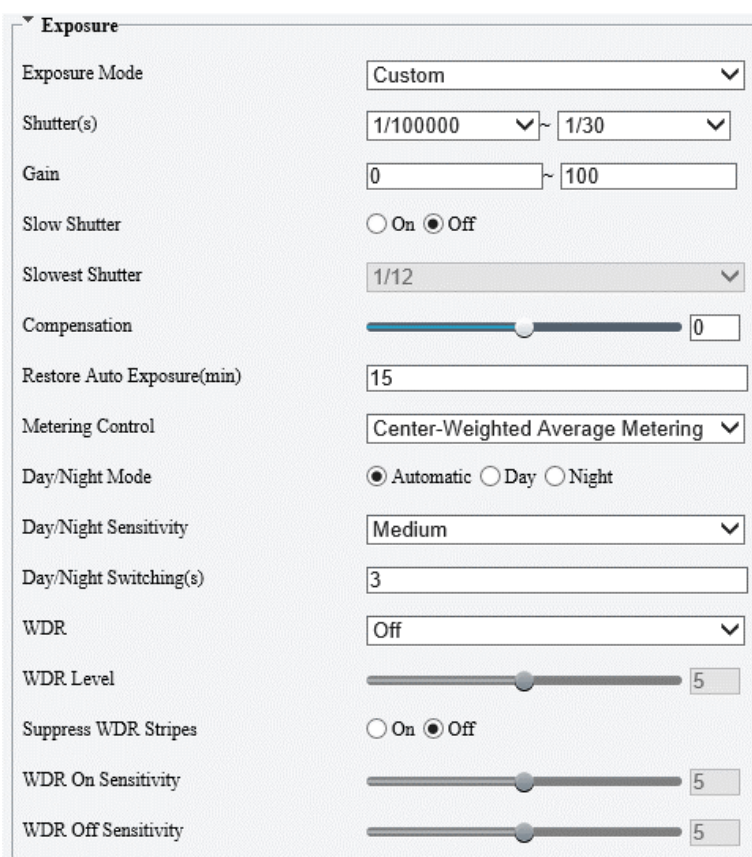 Exposure
Exposure Mode Custom
Shutter(s) 1/100000 ~ 1/30
Gain 0 ~ 100
Slow Shutter On Off
Slowest Shutter 1/12
Compensation 0
Restore Auto Exposure(min) 15
Metering Control Center-Weighted Average Metering
Day/Night Mode Automatic Day Night
Day/Night Sensitivity Medium
Day/Night Switching(s) 3
WDR Off
WDR Level 5
Suppress WDR Stripes On Off
WDR On Sensitivity 5
WDR Off Sensitivity 5